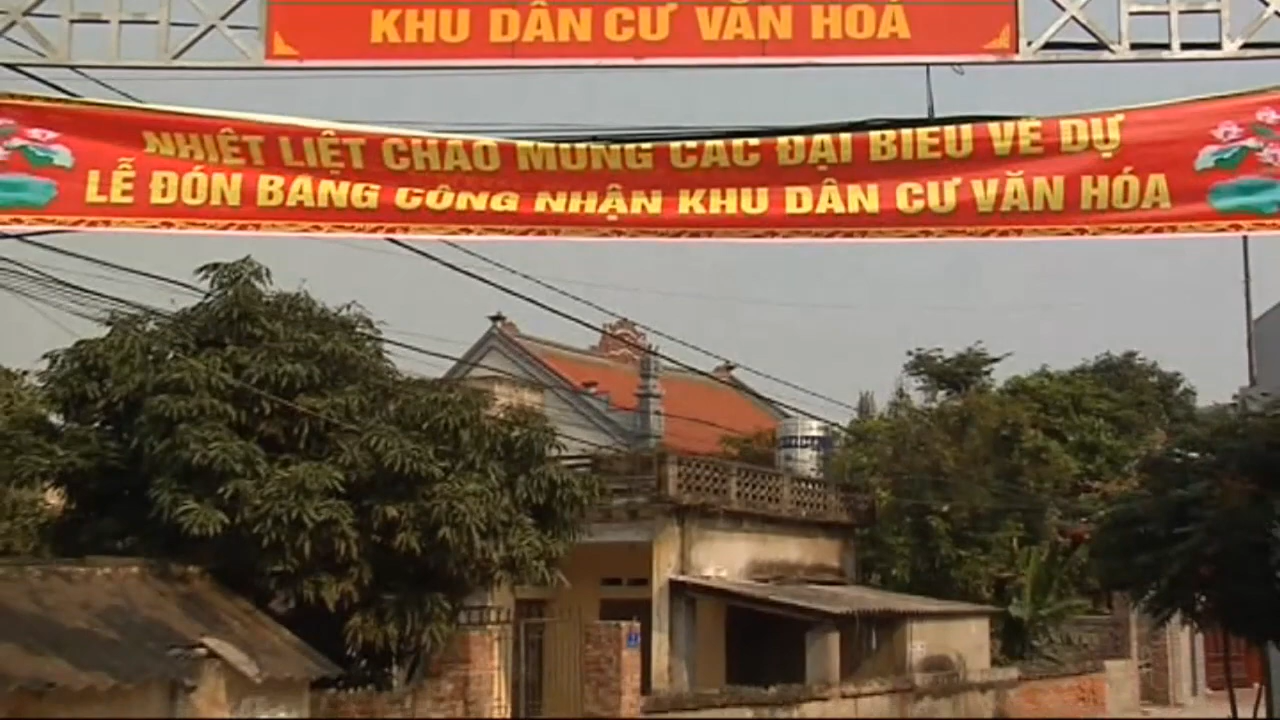 KHU DÂN CƯ VĂN HOÁ
NHIỆT LIỆT CHÀO MỪNG CÁC ĐẠI BIỂU VỀ DỰ
LỄ ĐÓN BẰNG CÔNG NHẬN KHU DÂN CƯ VĂN HÓA